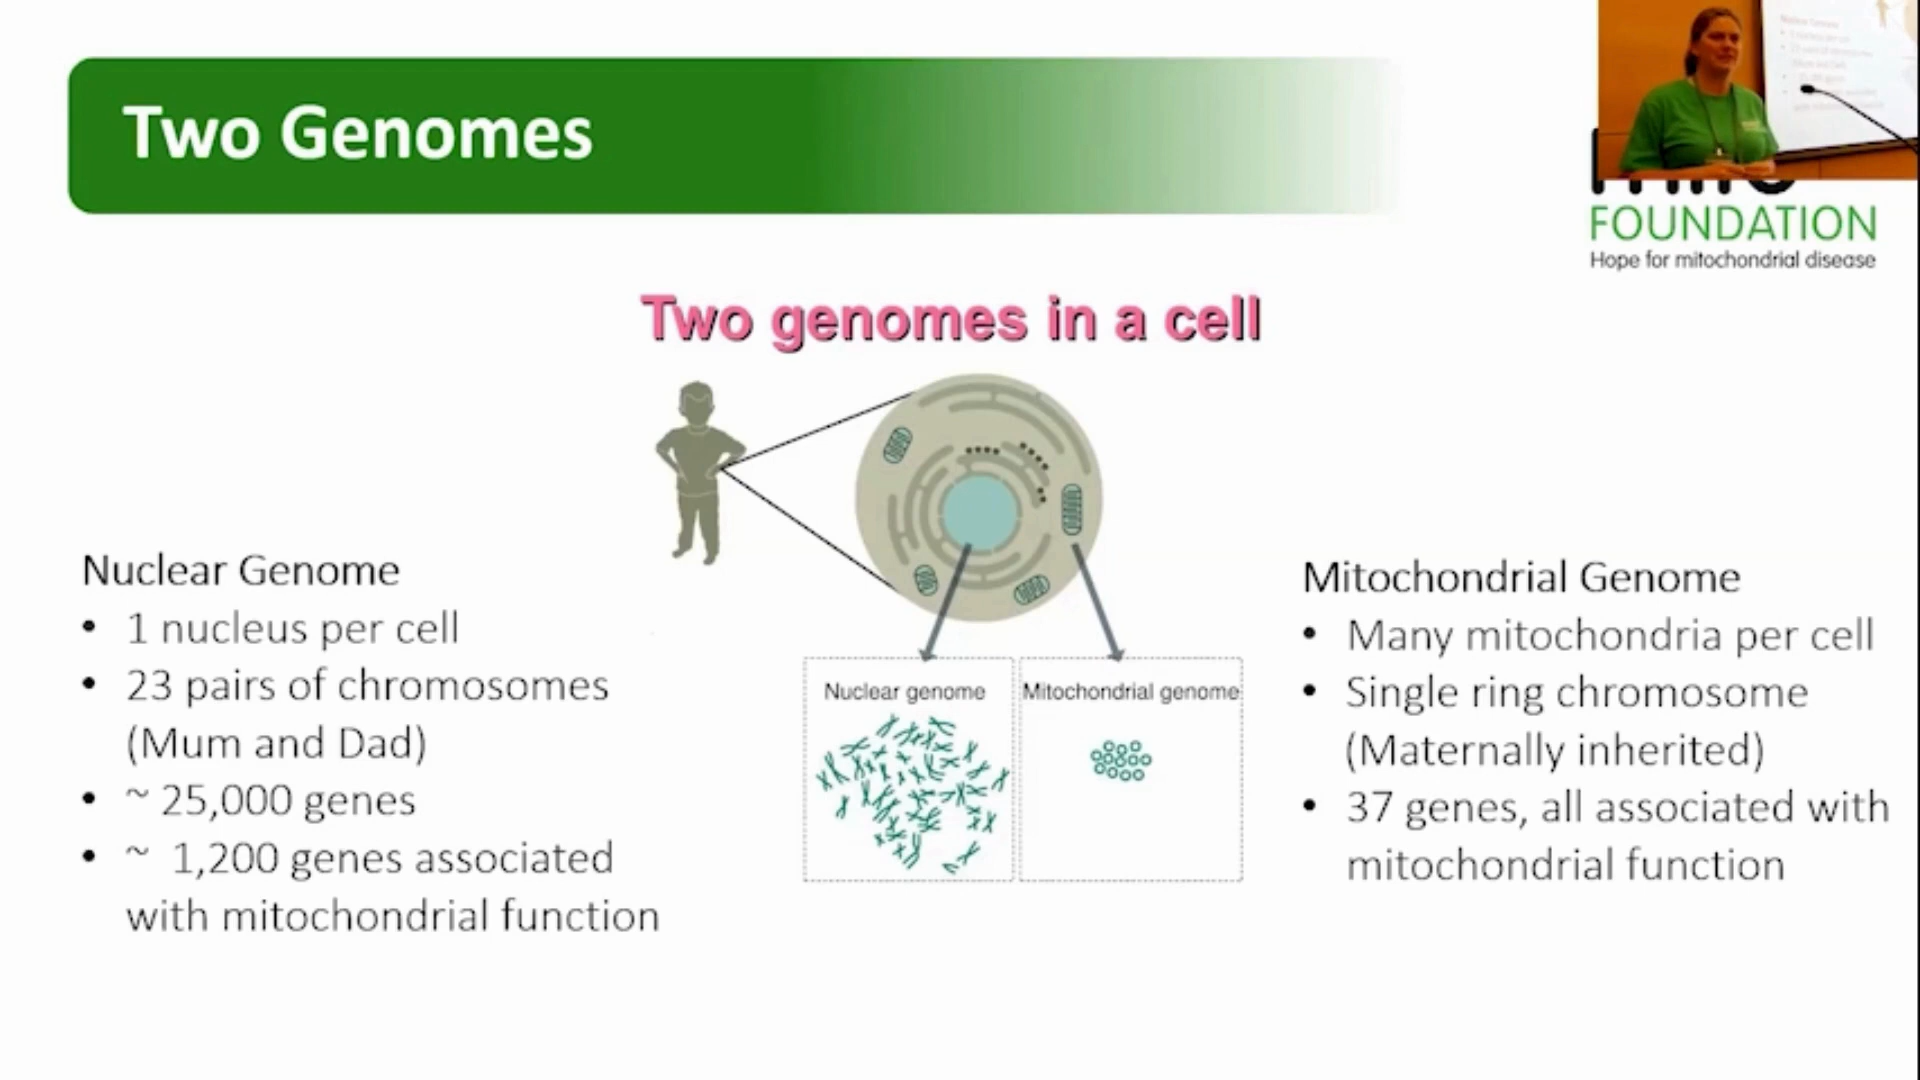 Two Genomes
FOUNDATION
Hope for mitochondrial disease
Two genomes in a cell
Nuclear Genome
• 1 nucleus per cell
• 23 pairs of chromosomes
(Mum and Dad)
• ~ 25,000 genes
• ~ 1,200 genes associated
with mitochondrial function
Nuclear genome
Mitochondrial genome
Mitochondrial Genome
• Many mitochondria per cell
• Single ring chromosome
(Maternally inherited)
• 37 genes, all associated with
mitochondrial function